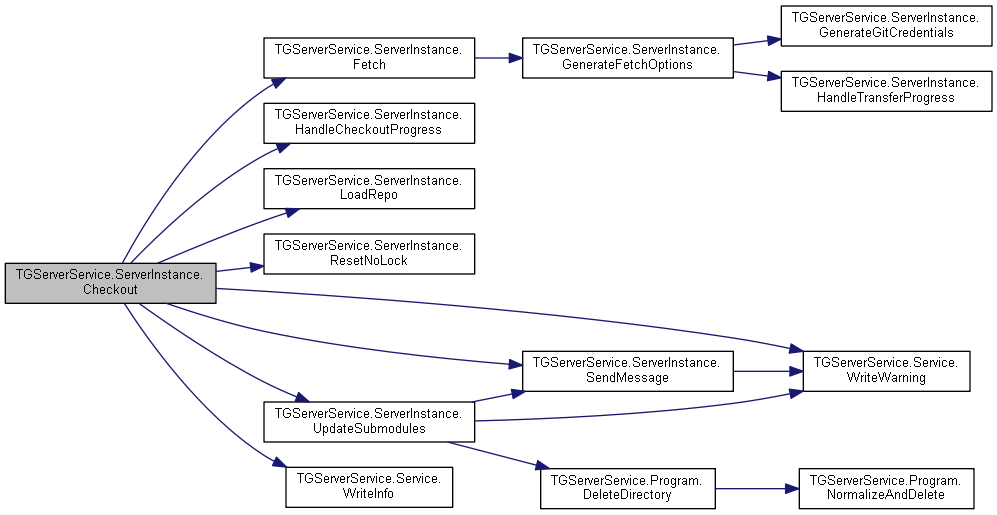 TGServerService.ServerInstance.
Checkout
TGServerService.ServerInstance.
Fetch
TGServerService.ServerInstance.
GenerateFetchOptions
TGServerService.ServerInstance.
GenerateGitCredentials
TGServerService.ServerInstance.
HandleTransferProgress
TGServerService.ServerInstance.
HandleCheckoutProgress
TGServerService.ServerInstance.
LoadRepo
TGServerService.ServerInstance.
ResetNoLock
TGServerService.ServerInstance.
SendMessage
TGServerService.Service.
WriteWarning
TGServerService.ServerInstance.
UpdateSubmodules
TGServerService.Program.
DeleteDirectory
TGServerService.Program.
NormalizeAndDelete
TGServerService.Service.
WriteInfo